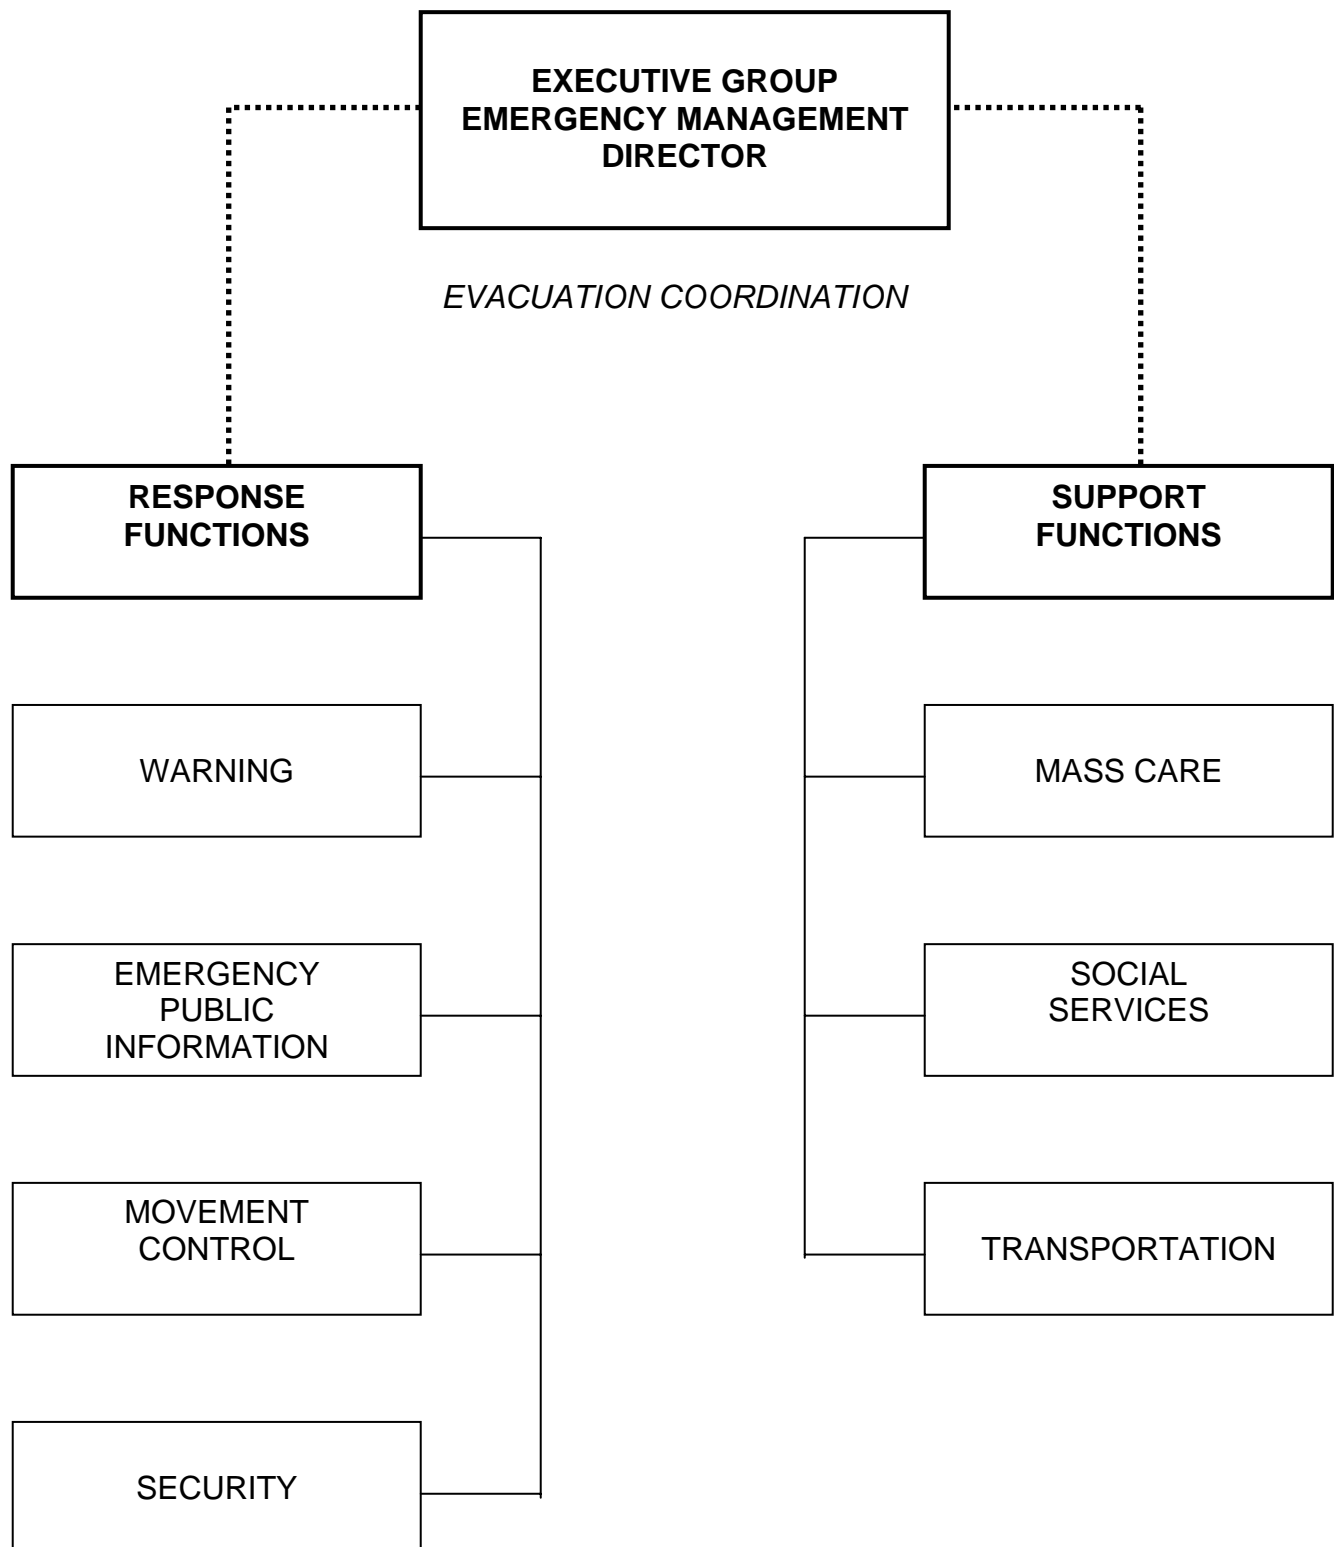 EXECUTIVE GROUP
EMERGENCY MANAGEMENT
DIRECTOR
EVACUATION COORDINATION
RESPONSE
FUNCTIONS
SUPPORT
FUNCTIONS
WARNING
MASS CARE
EMERGENCY
PUBLIC
INFORMATION
SOCIAL
SERVICES
MOVEMENT
CONTROL
TRANSPORTATION
SECURITY